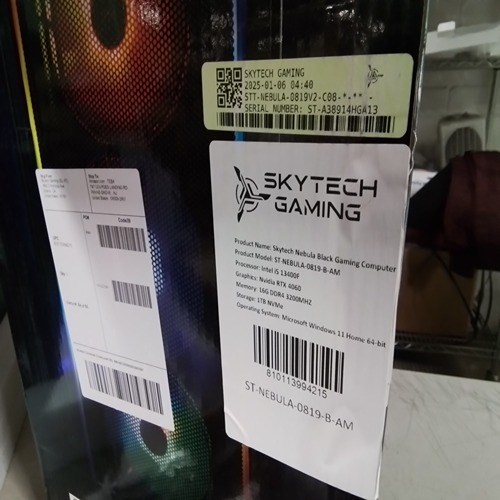 SKYTECH GAMING
2025-01-06 04:40
STT-NEBULA-0819V2-C08-*-** -
SERIAL NUMBER: ST-A38914HGA13
SKYTECH
GAMING
Product Name: Skytech Nebula Black Gaming Computer
Product Model: ST-NEBULA-0819-B-AM
Processor: Intel i5 13400F
Graphics: Nvidia RTX 4060
Memory: 16G DDR4 3200MHZ
Storage: 1TB NVMe
Operating System: Microsoft Windows 11 Home 64-bit
810113994215
ST-NEBULA-0819-B-AM